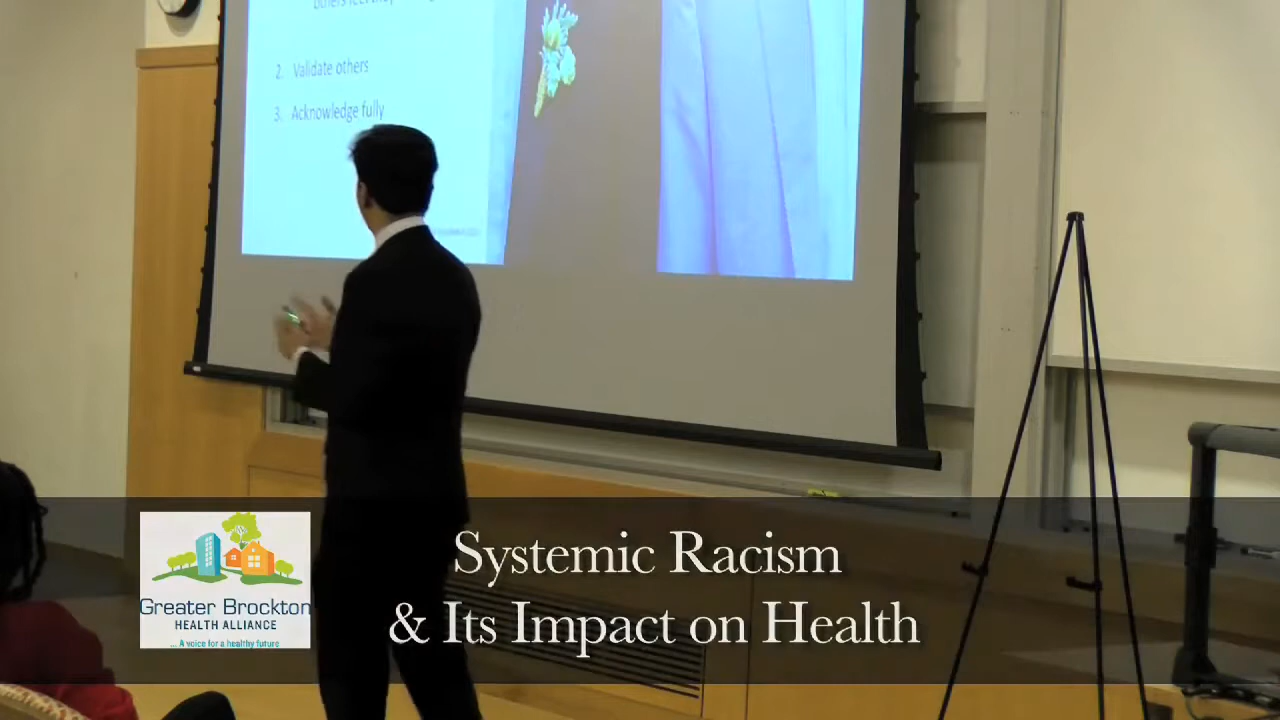 2. Validate others
3. Acknowledge fully
Systemic Racism
& Its Impact on Health
Greater Brockton
HEALTH ALLIANCE
... A voice for a healthy future